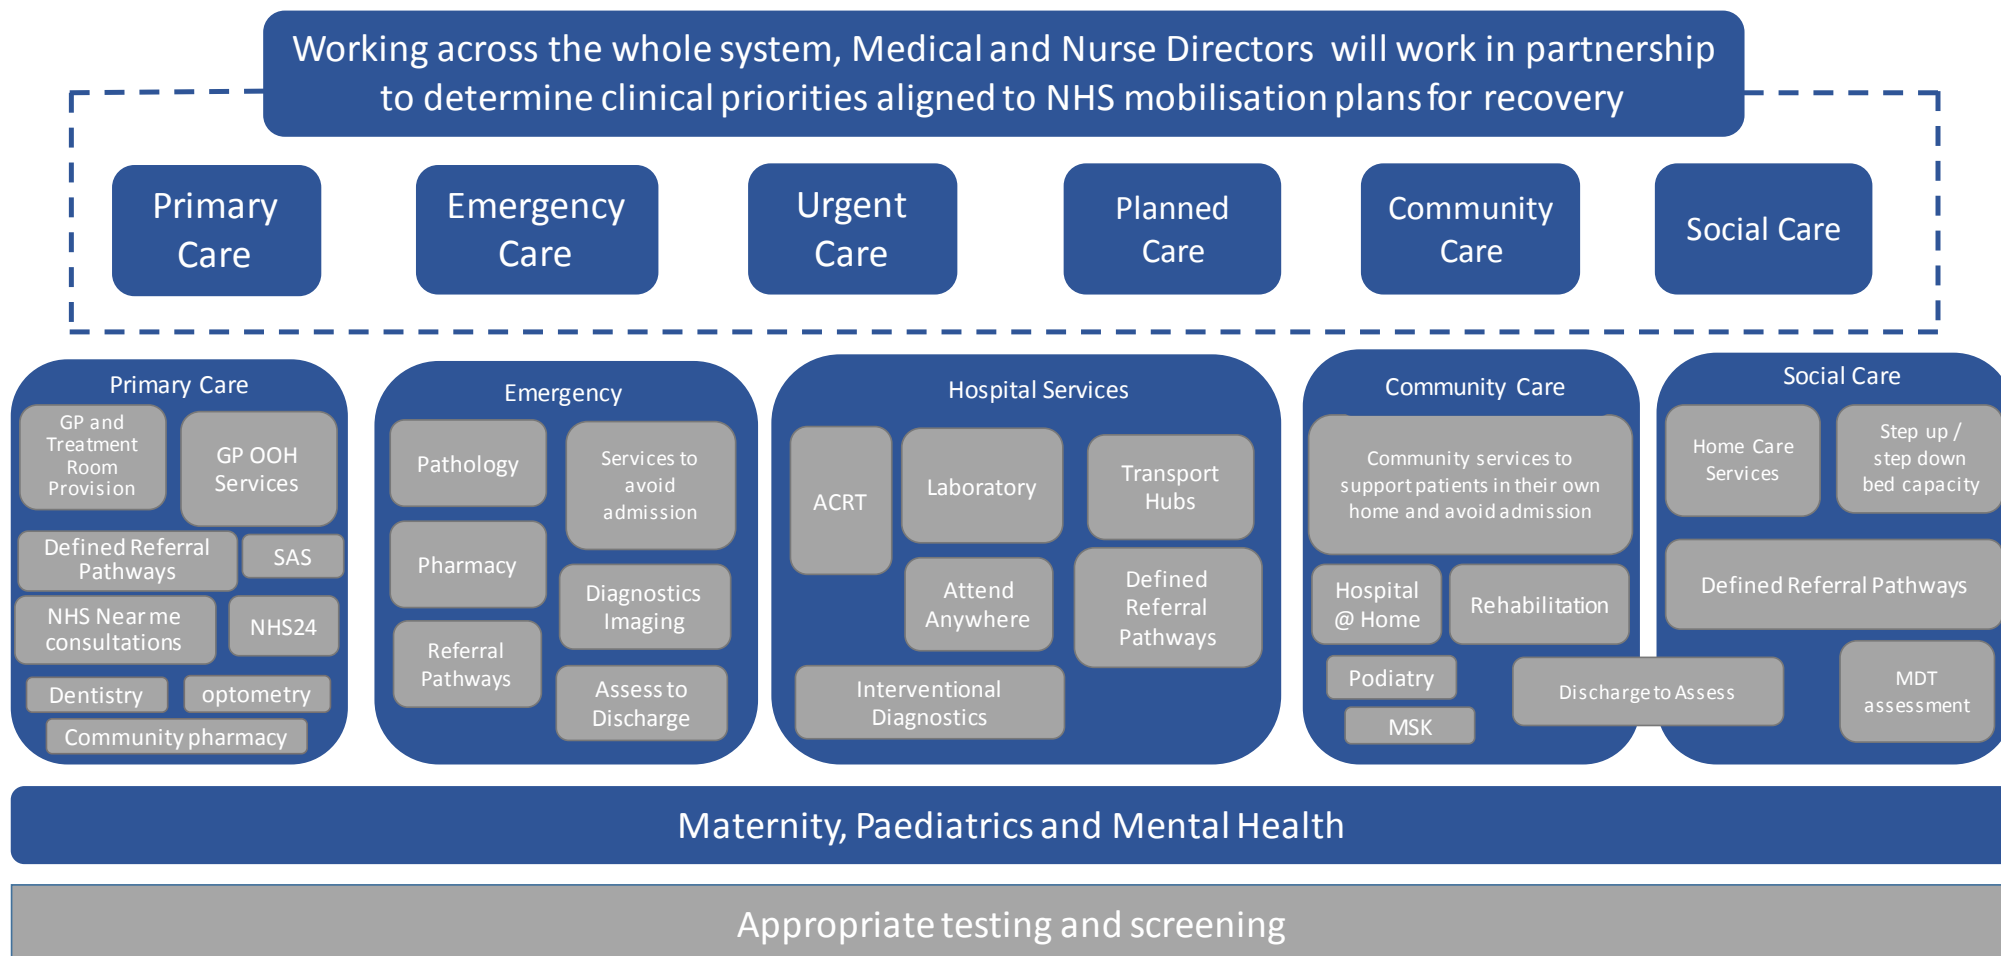 Working across the whole system, Medical and Nurse Directors will work in partnership
to determine clinical priorities aligned to NHS mobilisation plans for recovery
Primary
Care
Emergency
Care
Urgent
Care
Planned
Care
Community
Care
Social Care
Primary Care
GP and
Treatment
Room
Provision
GP OOH
Services
Defined Referral
Pathways
SAS
NHS Near me
consultations
NHS24
Dentistry
optometry
Community pharmacy
Emergency
Pathology
Services to
avoid
admission
Pharmacy
Diagnostics
Imaging
Referral
Pathways
Assess to
Discharge
Hospital Services
ACRT
Laboratory
Transport
Hubs
Attend
Anywhere
Defined
Referral
Pathways
Interventional
Diagnostics
Community Care
Community services to
support patients in their own
home and avoid admission
Hospital
@ Home
Rehabilitation
Podiatry
MSK
Discharge to Assess
Social Care
Home Care
Services
Step up /
step down
bed capacity
Defined Referral Pathways
MDT
assessment
Maternity, Paediatrics and Mental Health
Appropriate testing and screening